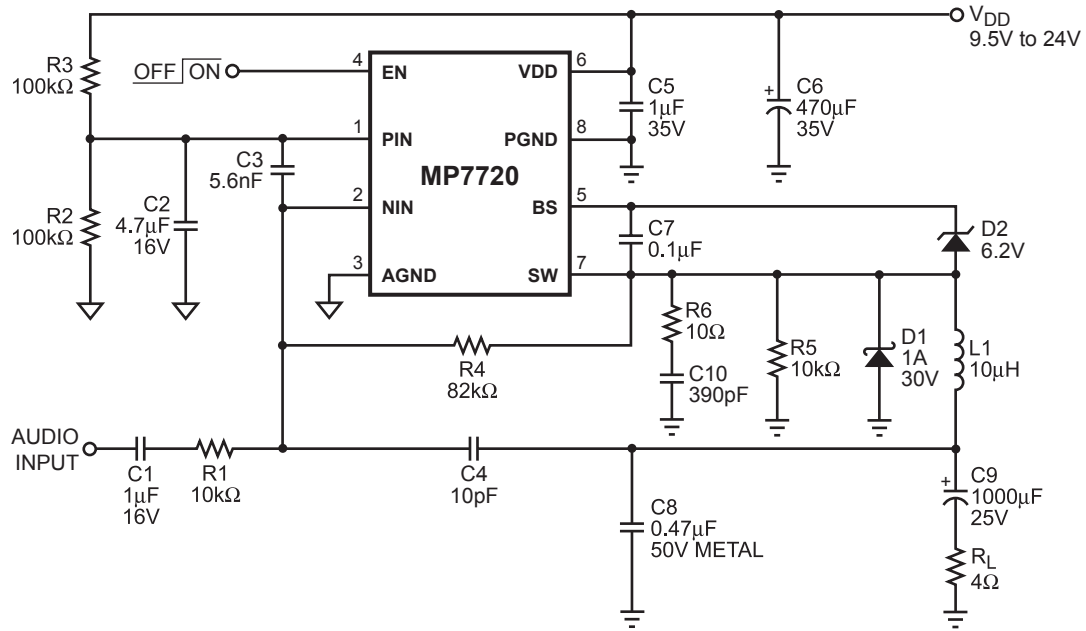 V_DD
9.5V to 24V
R3
100kΩ
OFF ON
4
EN
VDD
6
C5
1µF
35V
+
C6
470µF
35V
1
PIN
PGND
8
C3
5.6nF
MP7720
R2
100kΩ
C2
4.7µF
16V
2
NIN
BS
5
C7
0.1µF
D2
6.2V
3
AGND
SW
7
R6
10Ω
R4
82kΩ
C10
390pF
R5
10kΩ
D1
1A
30V
L1
10µH
AUDIO
INPUT
C1
1µF
16V
R1
10kΩ
C4
10pF
C8
0.47µF
50V METAL
+
C9
1000µF
25V
R_L
4Ω